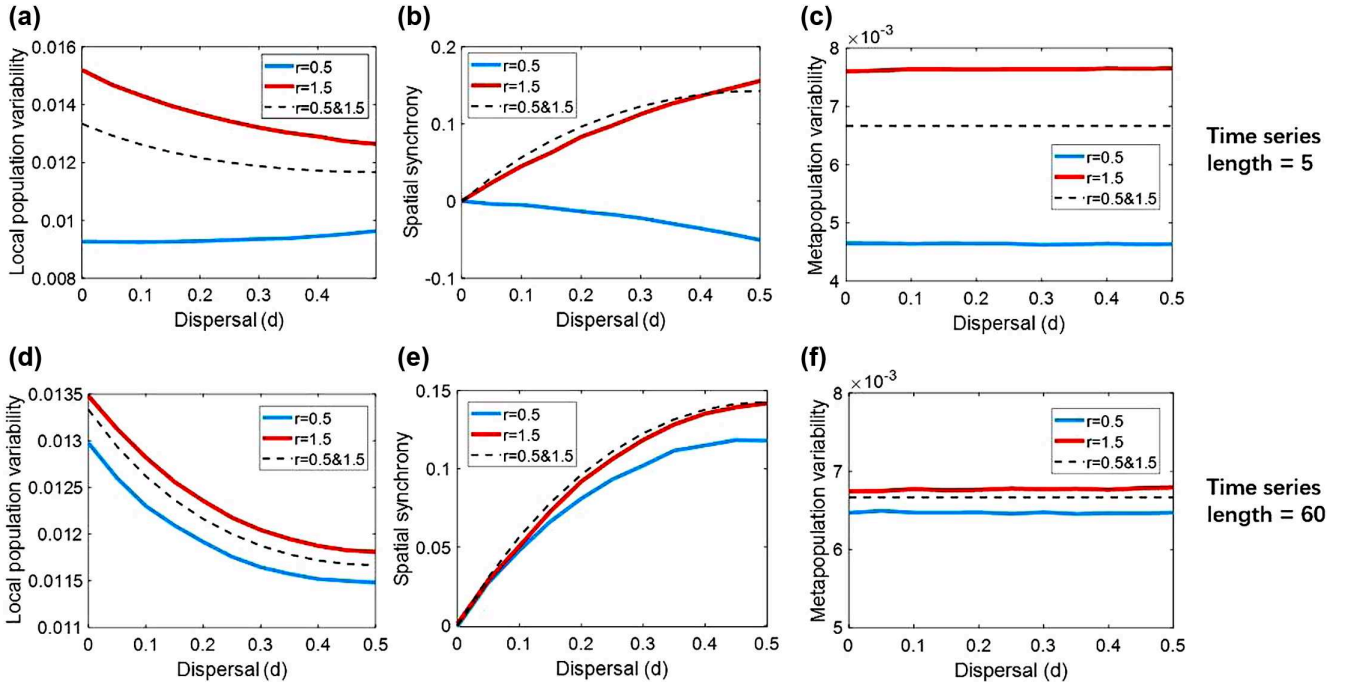 (a)
Local population variability
0.016
0.014
0.012
0.01
0.008
0
0.1
0.2
0.3
0.4
Dispersal (d)
r=0.5
r=1.5
r=0.5&1.5
(b)
Spatial synchrony
0.2
0.1
0
-0.1
0
0.1
0.2
0.3
0.4
0.5
Dispersal (d)
r=0.5
r=1.5
r=0.5&1.5
(c)
Metapopulation variability
×10-3
8
7
6
5
4
0
0.1
0.2
0.3
0.4
0.5
Dispersal (d)
r=0.5
r=1.5
r=0.5&1.5
Time series
length = 5
(d)
Local population variability
0.0135
0.013
0.0125
0.012
0.0115
0.011
0
0.1
0.2
0.3
0.4
0.5
Dispersal (d)
r=0.5
r=1.5
r=0.5&1.5
(e)
Spatial synchrony
0.15
0.1
0.05
0
0
0.1
0.2
0.3
0.4
0.5
Dispersal (d)
r=0.5
r=1.5
r=0.5&1.5
(f)
Metapopulation variability
×10-3
8
7
6
5
0
0.1
0.2
0.3
0.4
0.5
Dispersal (d)
r=0.5
r=1.5
r=0.5&1.5
Time series
length = 60